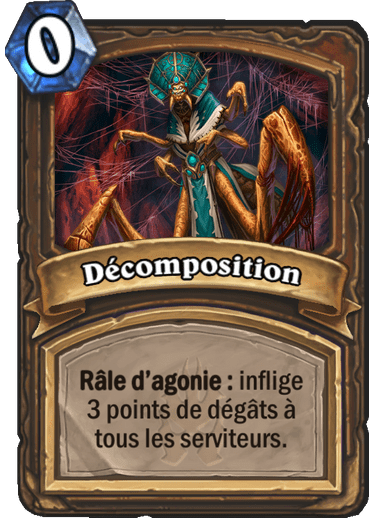 0
Décomposition
Râle d’agonie : inflige
3 points de dégâts à
tous les serviteurs.